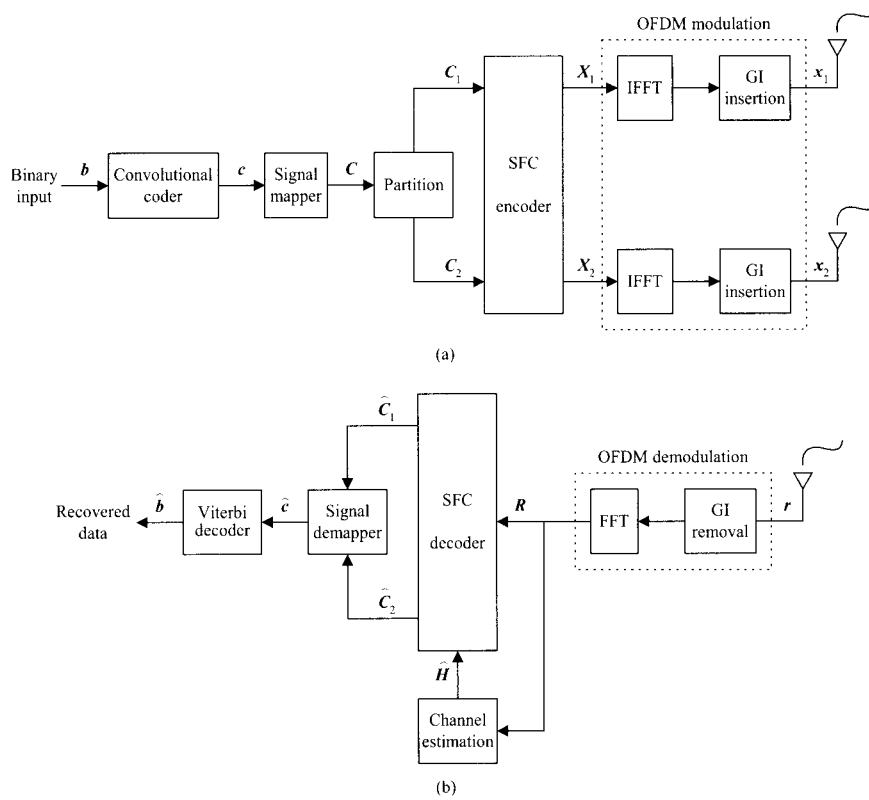 OFDM modulation
C₁
X₁
IFFT
GI
insertion
x₁
Binary
input
b
Convolutional
coder
c
Signal
mapper
C
Partition
SFC
encoder
C₂
X₂
IFFT
GI
insertion
x₂
(a)
Ĉ₁
OFDM demodulation
Recovered
data
b̂
Viterbi
decoder
ĉ
Signal
demapper
SFC
decoder
R
FFT
GI
removal
r
Ĉ₂
Ĥ
Channel
estimation
(b)